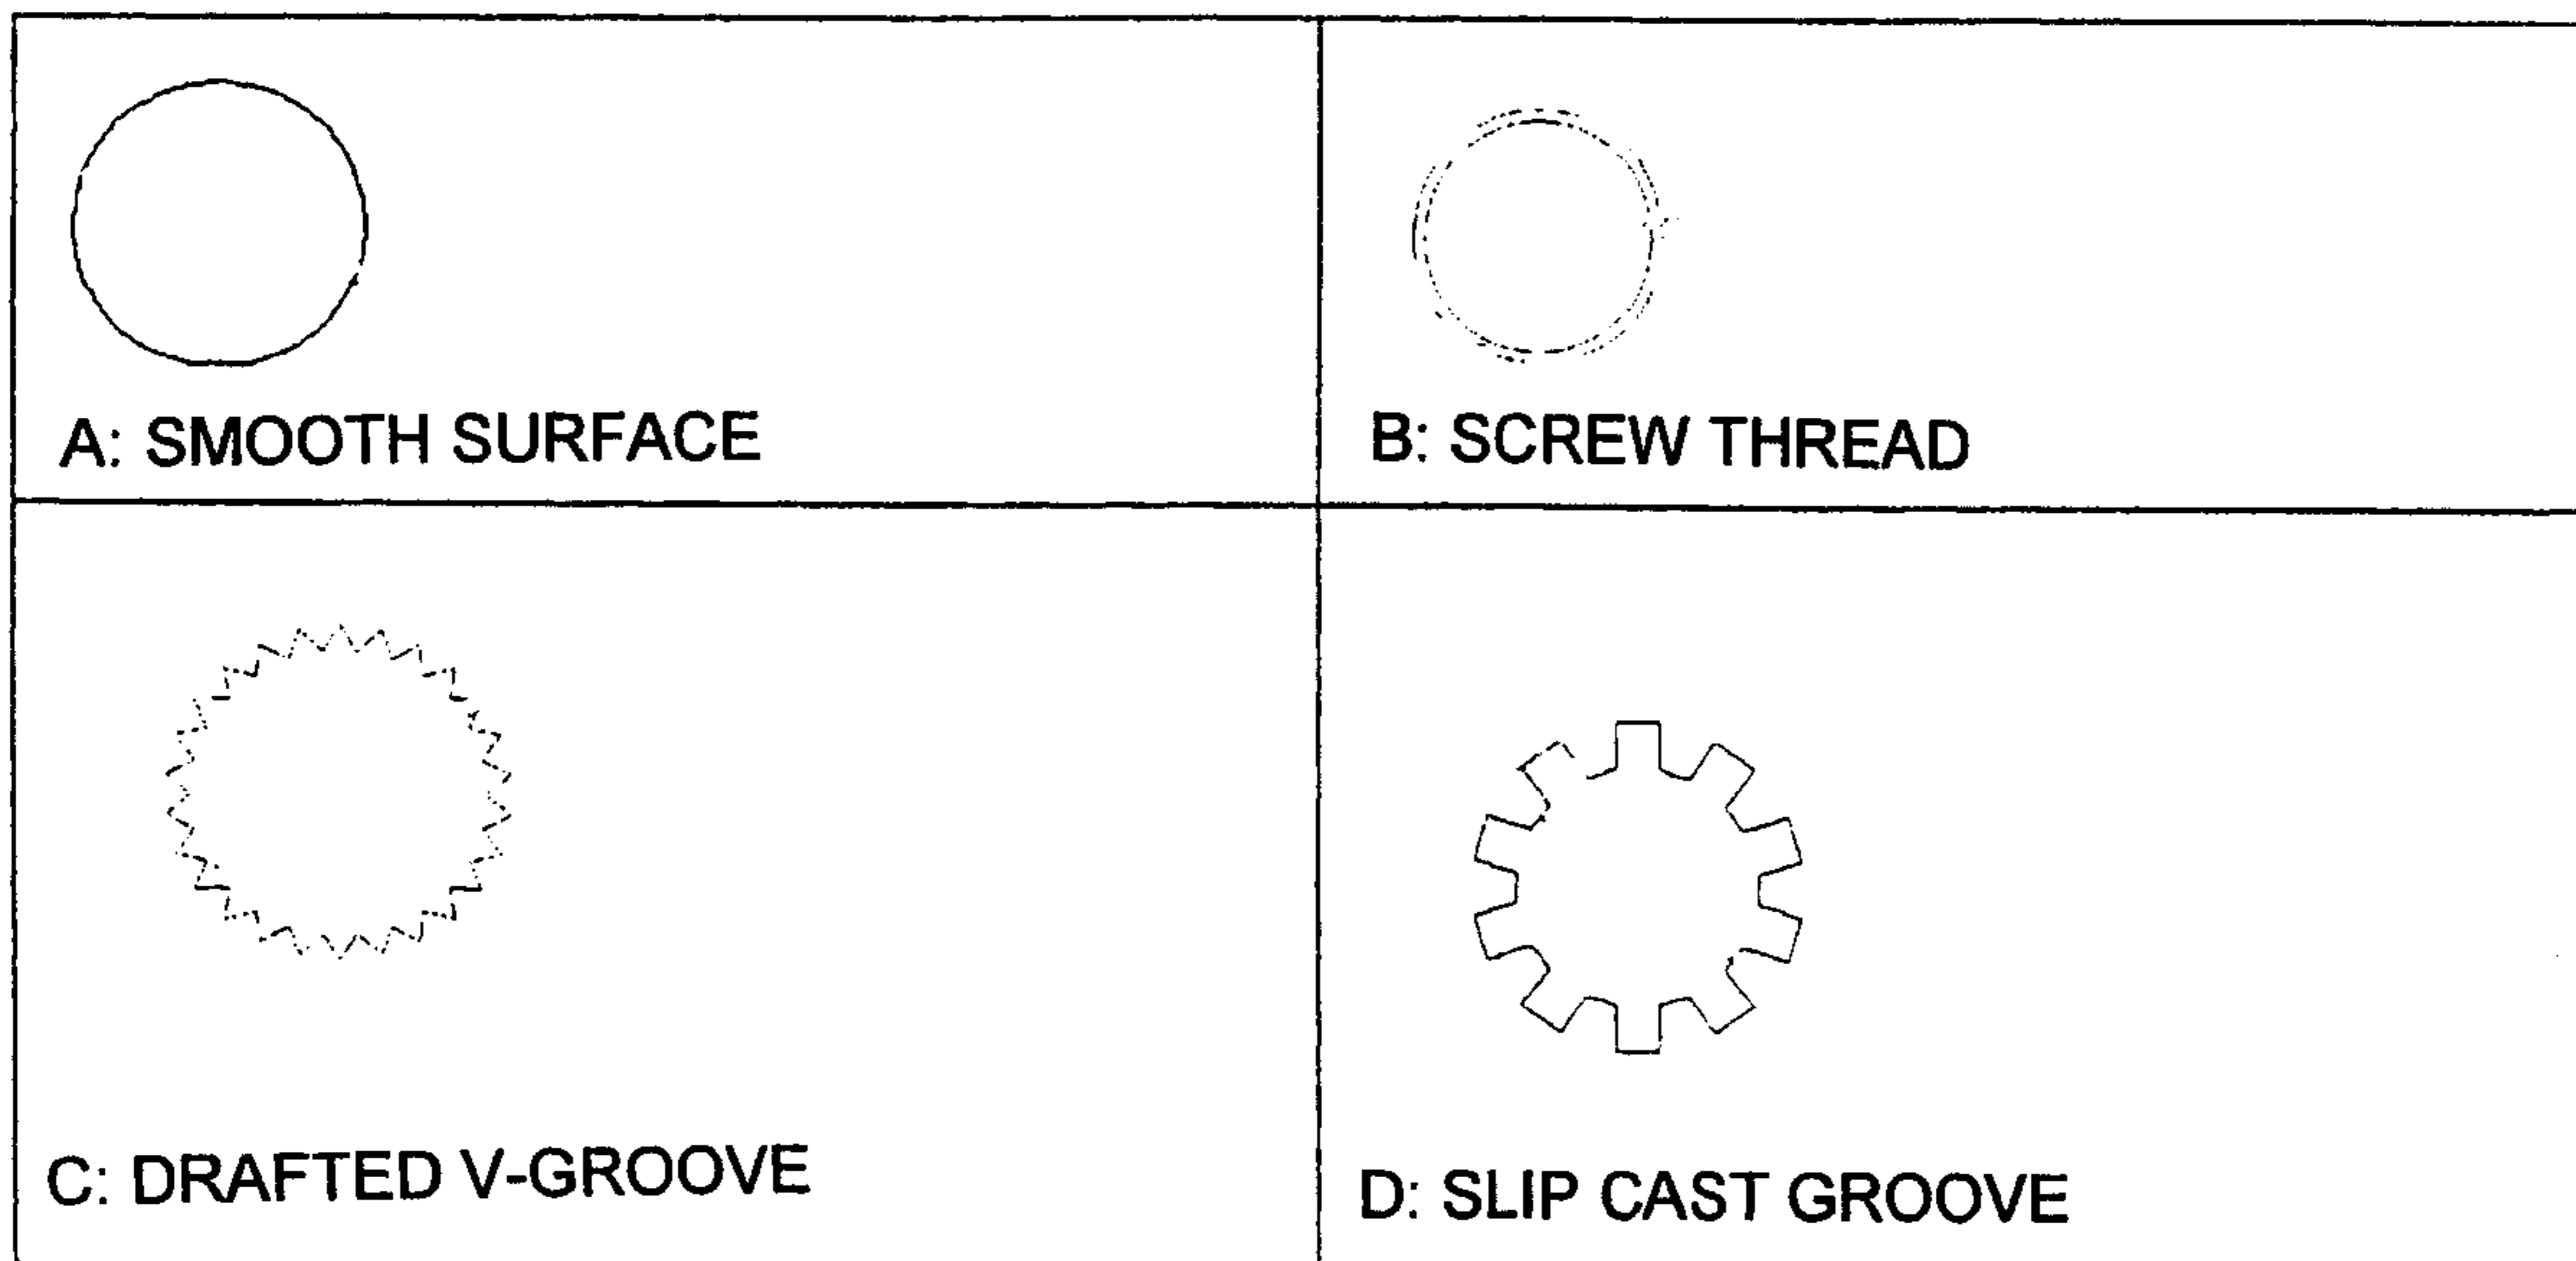 A: SMOOTH SURFACE
B: SCREW THREAD
C: DRAFTED V-GROOVE
D: SLIP CAST GROOVE